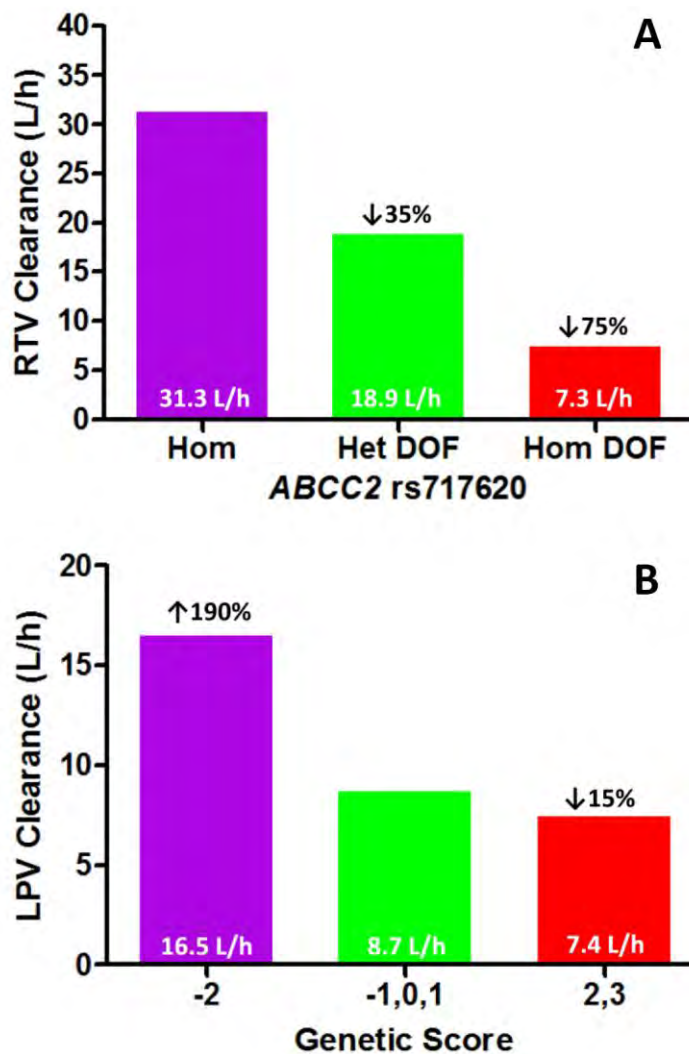 A
RTV Clearance (L/h)
40
35
30
25
20
15
10
5
0
↓35%
↓75%
31.3 L/h
18.9 L/h
7.3 L/h
Hom
Het DOF
Hom DOF
ABCC2 rs717620
B
LPV Clearance (L/h)
20
15
10
5
0
↑190%
↓15%
16.5 L/h
8.7 L/h
7.4 L/h
-2
-1,0,1
2,3
Genetic Score